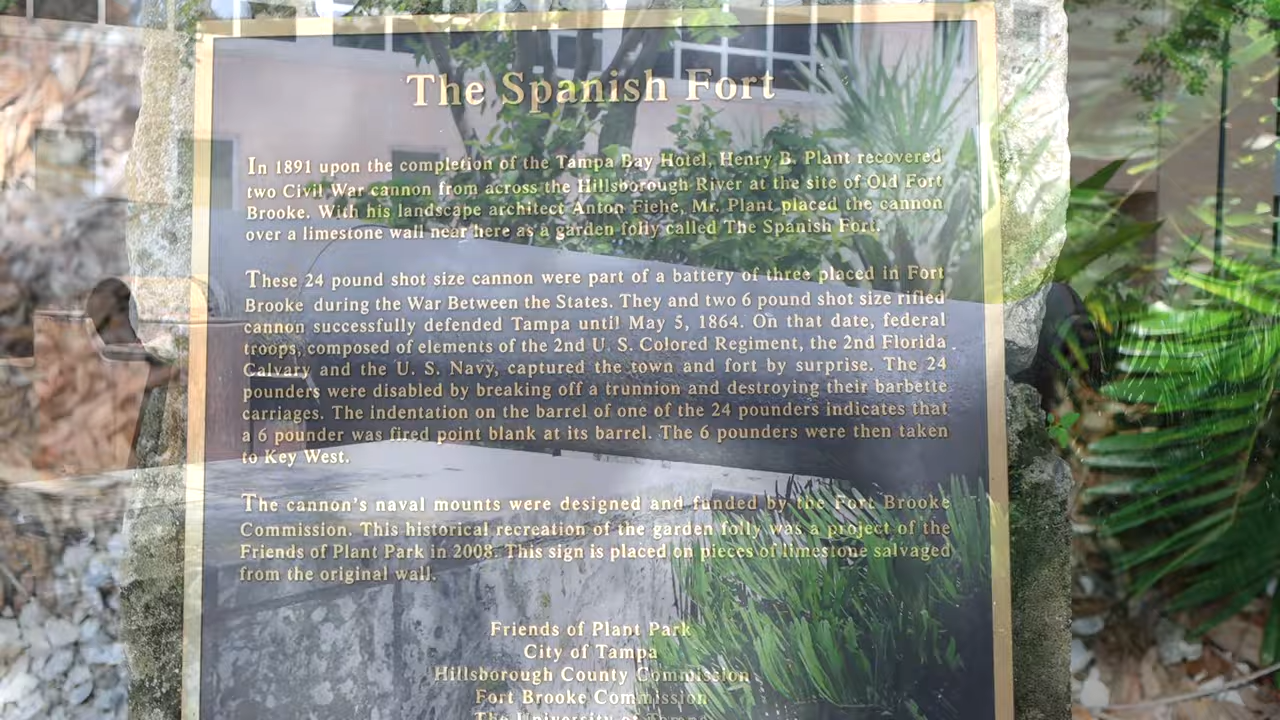 The Spanish Fort
In 1891 upon the completion of the Tampa Bay Hotel, Henry B. Plant recovered
two Civil War cannon from across the Hillsborough River at the site of Old Fort
Brooke. With his landscape architect Anton Fiehe, Mr. Plant placed the cannon
over a limestone wall near here as a garden folly called The Spanish Fort.
These 24 pound shot size cannon were part of a battery of three placed in Fort
Brooke during the War Between the States. They and two 6 pound shot size rifled
cannon successfully defended Tampa until May 5, 1864. On that date, federal
troops, composed of elements of the 2nd U. S. Colored Regiment, the 2nd Florida
Calvary and the U. S. Navy, captured the town and fort by surprise. The 24
pounders were disabled by breaking off a trunnion and destroying their barbette
carriages. The indentation on the barrel of one of the 24 pounders indicates that
a 6 pounder was fired point blank at its barrel. The 6 pounders were then taken
to Key West.
The cannon's naval mounts were designed and funded by the Fort Brooke
Commission. This historical recreation of the garden folly was a project of the
Friends of Plant Park in 2008. This sign is placed on pieces of limestone salvaged
from the original wall.
Friends of Plant Park
City of Tampa
Hillsborough County Commission
Fort Brooke Commission
The University of Tampa